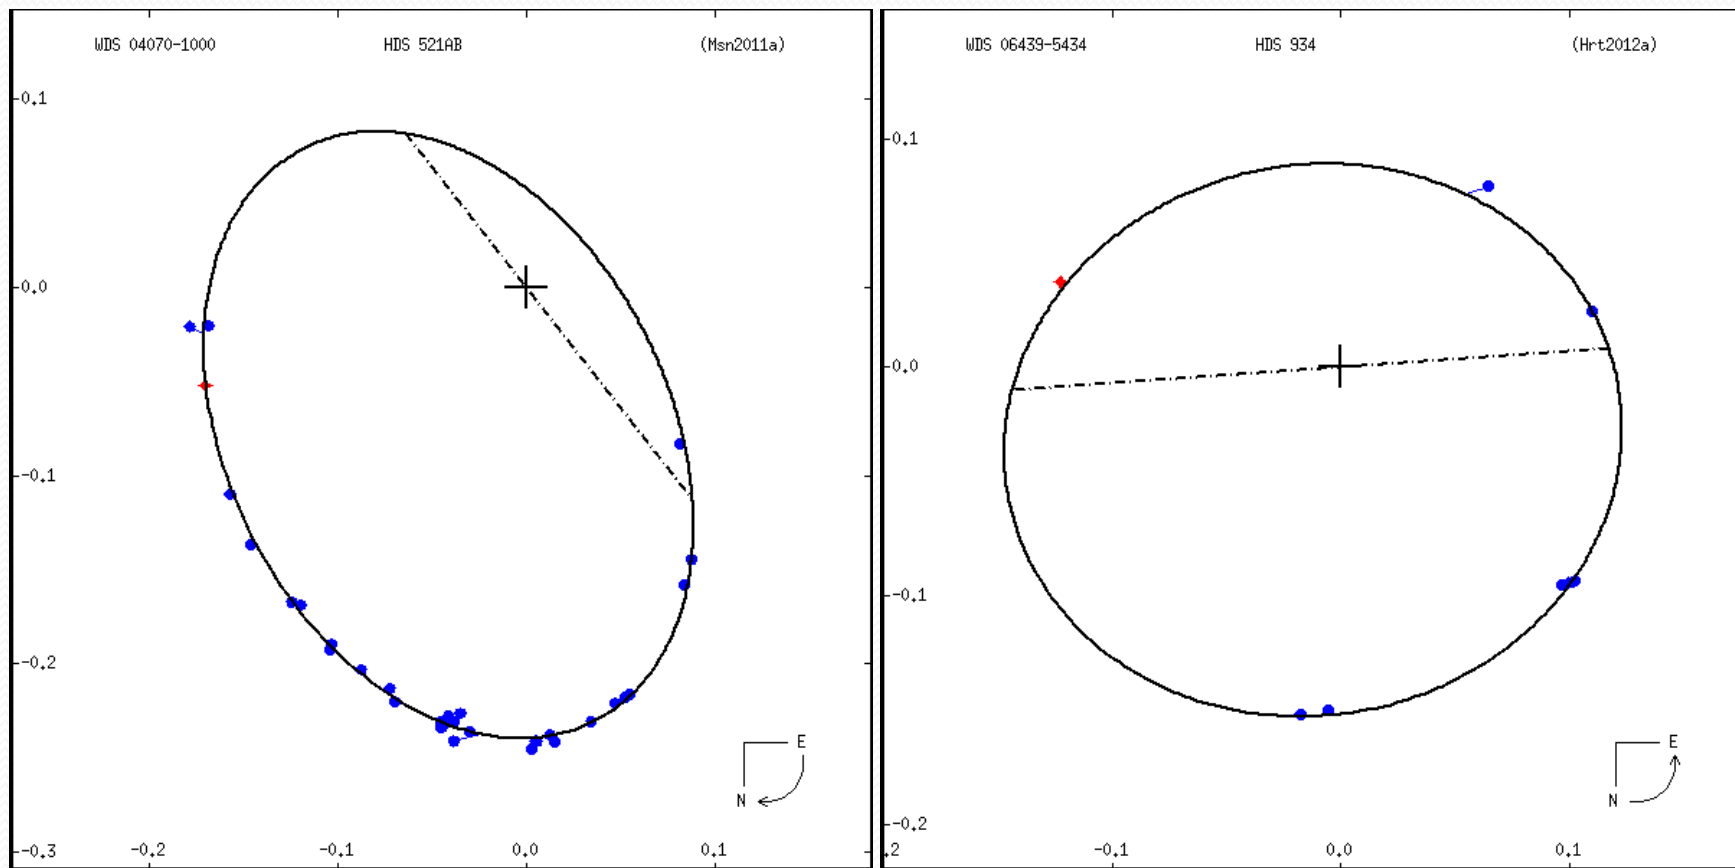 WDS 04070-1000 HDS 521AB (Msn2011a)
0.1
0.0
-0.1
-0.2
-0.3
-0.2 -0.1 0.0 0.1
E
N
WDS 06439-5434 HDS 934 (Hrt2012a)
0.1
0.0
-0.1
-0.2
.2 -0.1 0.0 0.1
E
N